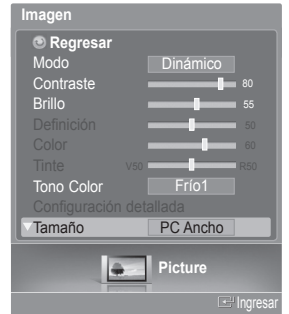 Imagen
Regresar
Modo Dinámico
Contraste 80
Brillo 55
Definición 50
Color 60
Tinte V50 R50
Tono Color Frío1
Configuración detallada
Tamaño PC Ancho
Picture
Ingresar